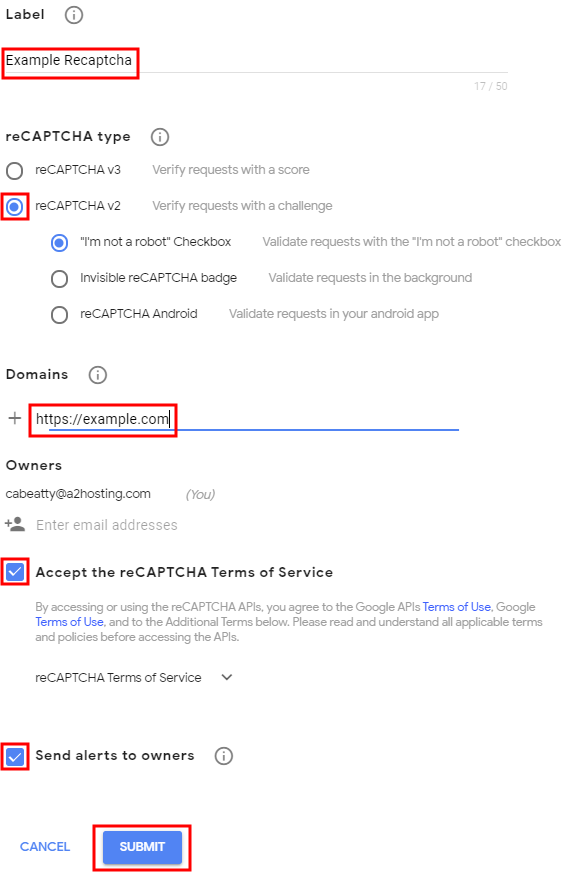 Label
Example Recaptcha
17 / 50
reCAPTCHA type
reCAPTCHA v3 Verify requests with a score
reCAPTCHA v2 Verify requests with a challenge
"I'm not a robot" Checkbox Validate requests with the "I'm not a robot" checkbox
Invisible reCAPTCHA badge Validate requests in the background
reCAPTCHA Android Validate requests in your android app
Domains
https://example.com
Owners
cabeatty@a2hosting.com (You)
Enter email addresses
Accept the reCAPTCHA Terms of Service
By accessing or using the reCAPTCHA APIs, you agree to the Google APIs Terms of Use, Google
Terms of Use, and to the Additional Terms below. Please read and understand all applicable terms
and policies before accessing the APIs.
reCAPTCHA Terms of Service
Send alerts to owners
CANCEL SUBMIT